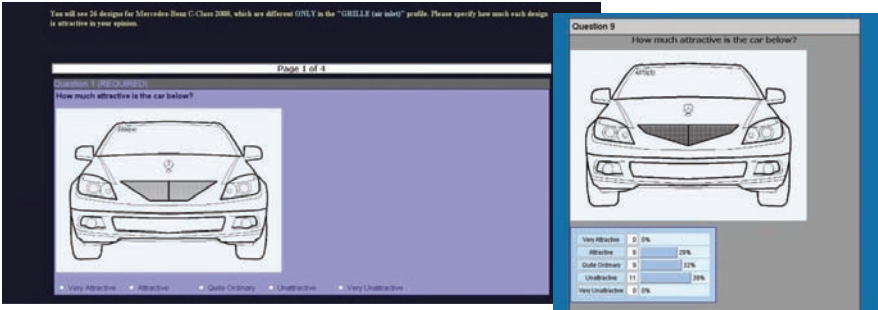 You will see 26 designs for Mercedes-Benz C-Class 2008, which are different ONLY in the "GRILLE (air inlet)" profile. Please specify how much each design
is attractive in your opinion.
Page 1 of 4
Question 1 (REQUIRED)
How much attractive is the car below?
Very Attractive Attractive Quite Ordinary Unattractive Very Unattractive
Question 9
How much attractive is the car below?
Very Attractive 0 0%
Attractive 8 29%
Quite Ordinary 9 32%
Unattractive 11 39%
Very Unattractive 0 0%